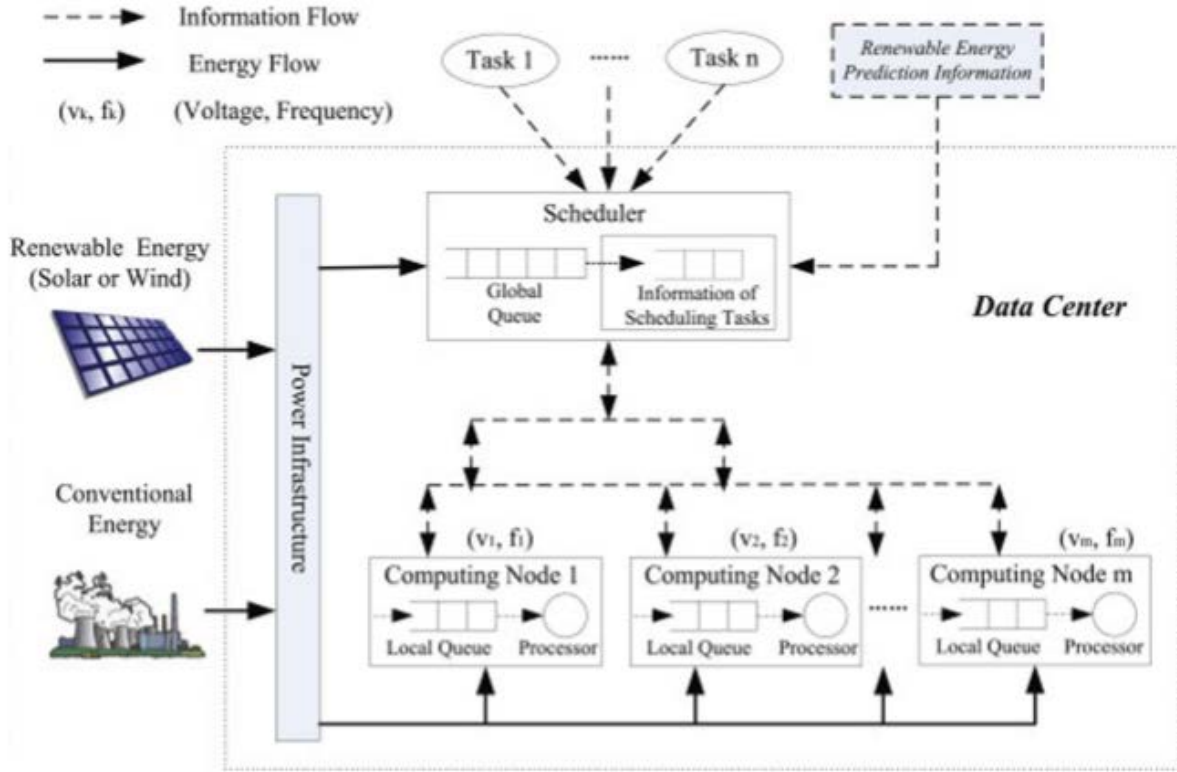 Information Flow
Energy Flow
(vk, fk) (Voltage, Frequency)
Task 1 ...... Task n
Renewable Energy
Prediction Information
Scheduler
Global
Queue
Information of
Scheduling Tasks
Renewable Energy
(Solar or Wind)
Data Center
Power Infrastructure
Conventional
Energy
(v1, f1)
(v2, f2)
(vm, fm)
Computing Node 1
Local Queue Processor
Computing Node 2
Local Queue Processor
......
Computing Node m
Local Queue Processor